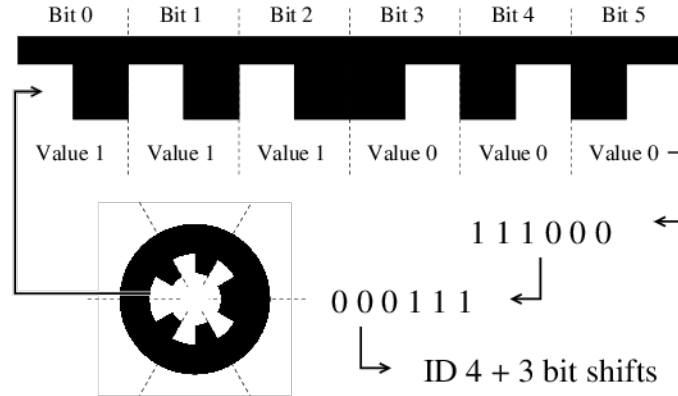 Bit 0 Bit 1 Bit 2 Bit 3 Bit 4 Bit 5
Value 1 Value 1 Value 1 Value 0 Value 0 Value 0
1 1 1 0 0 0
0 0 0 1 1 1
ID 4 + 3 bit shifts